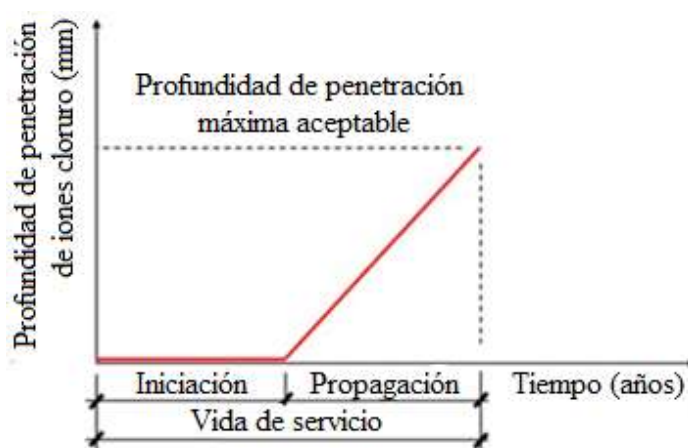 Profundidad de penetración
de iones cloruro (mm)
Profundidad de penetración
máxima aceptable
Iniciación
Propagación
Tiempo (años)
Vida de servicio